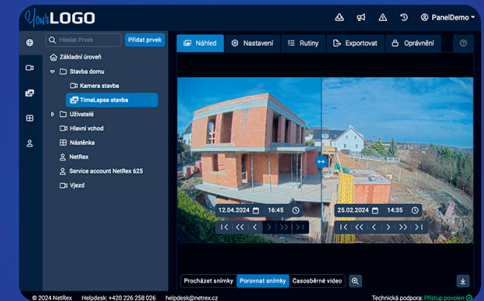 Your LOGO
PanelDemo
Hledat Prvek
Přidat prvek
Náhled
Nastavení
Rutiny
Exportovat
Oprávnění
Základní úroveň
Stavba domu
Kamera stavba
TimeLapse stavba
Uživatelé
Hlavní vchod
Nástěnka
NetRex
Service account NetRex 625
Vjezd
12.04.2024 16:45
25.02.2024 14:35
Procházet snímky
Porovnat snímky
Časosběrné video
© 2024 NetRex Helpdesk: +420 226 258 026 helpdesk@netrex.cz
Technická podpora: Přístup povolen